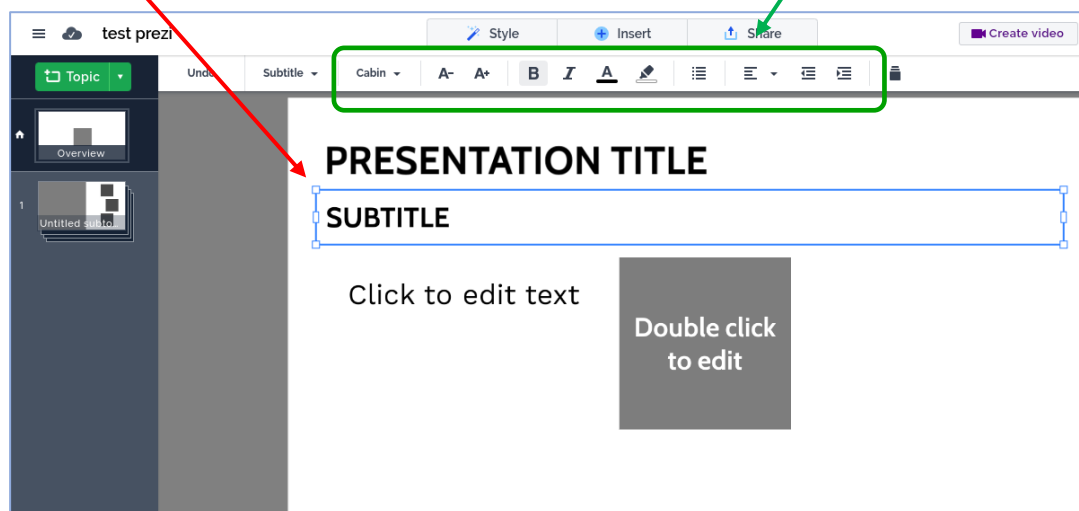 test prezi
Style
Insert
Share
Create video
Topic
Undo
Subtitle
Cabin
A-
A+
B
I
A
Overview
PRESENTATION TITLE
1
Untitled subto...
SUBTITLE
Click to edit text
Double click
to edit